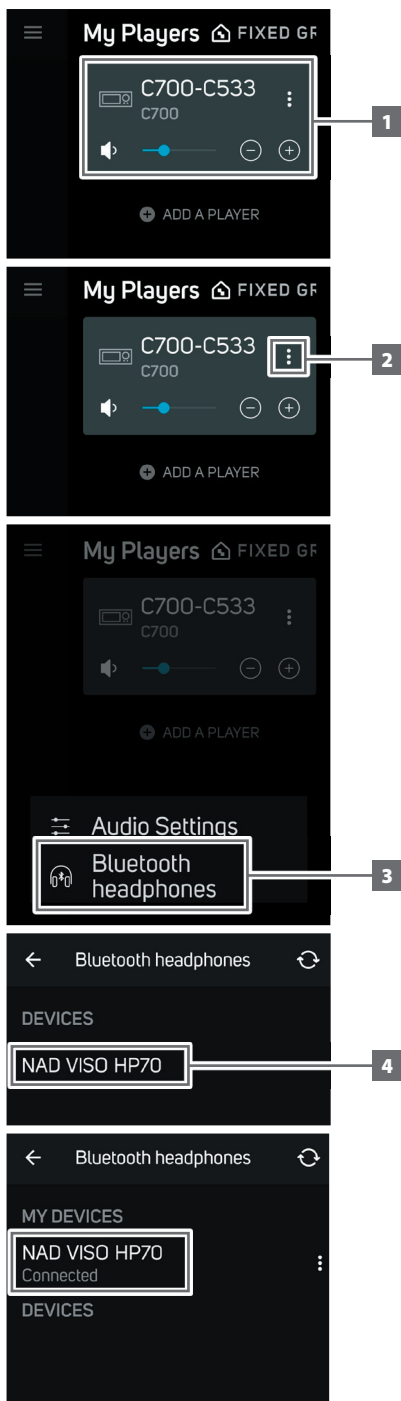 My Players FIXED GR
C700-C533
C700
1
ADD A PLAYER
My Players FIXED GR
C700-C533
2
C700
ADD A PLAYER
My Players FIXED GR
C700-C533
C700
ADD A PLAYER
Audio Settings
Bluetooth
headphones
3
Bluetooth headphones
DEVICES
NAD VISO HP70
4
Bluetooth headphones
MY DEVICES
NAD VISO HP70
Connected
DEVICES